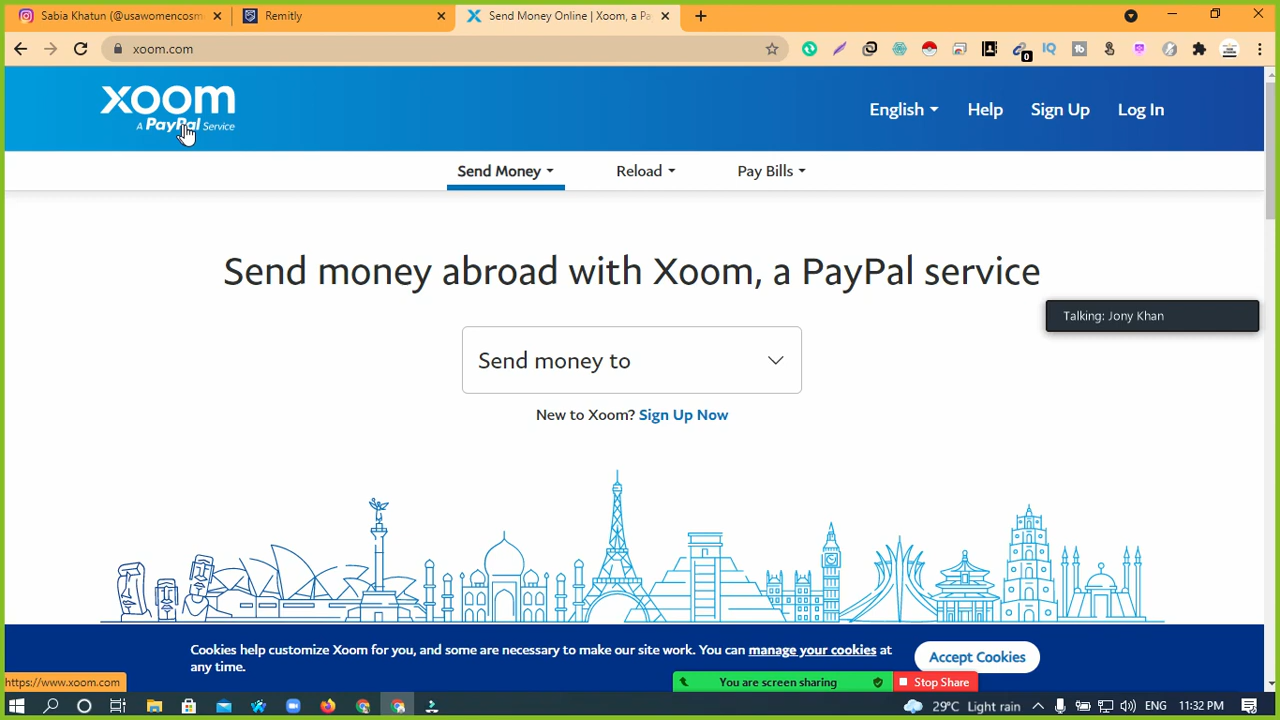 Sabia Khatun (@usawomencosm
Remitly
Send Money Online | Xoom, a Pa
xoom.com
0
IQ
xoom
A PayPal Service
English
Help
Sign Up
Log In
Send Money
Reload
Pay Bills
Send money abroad with Xoom, a PayPal service
Talking: Jony Khan
Send money to
New to Xoom? Sign Up Now
Cookies help customize Xoom for you, and some are necessary to make our site work. You can manage your cookies at
any time.
Accept Cookies
https://www.xoom.com
You are screen sharing
Stop Share
29°C Light rain
ENG
11:32 PM